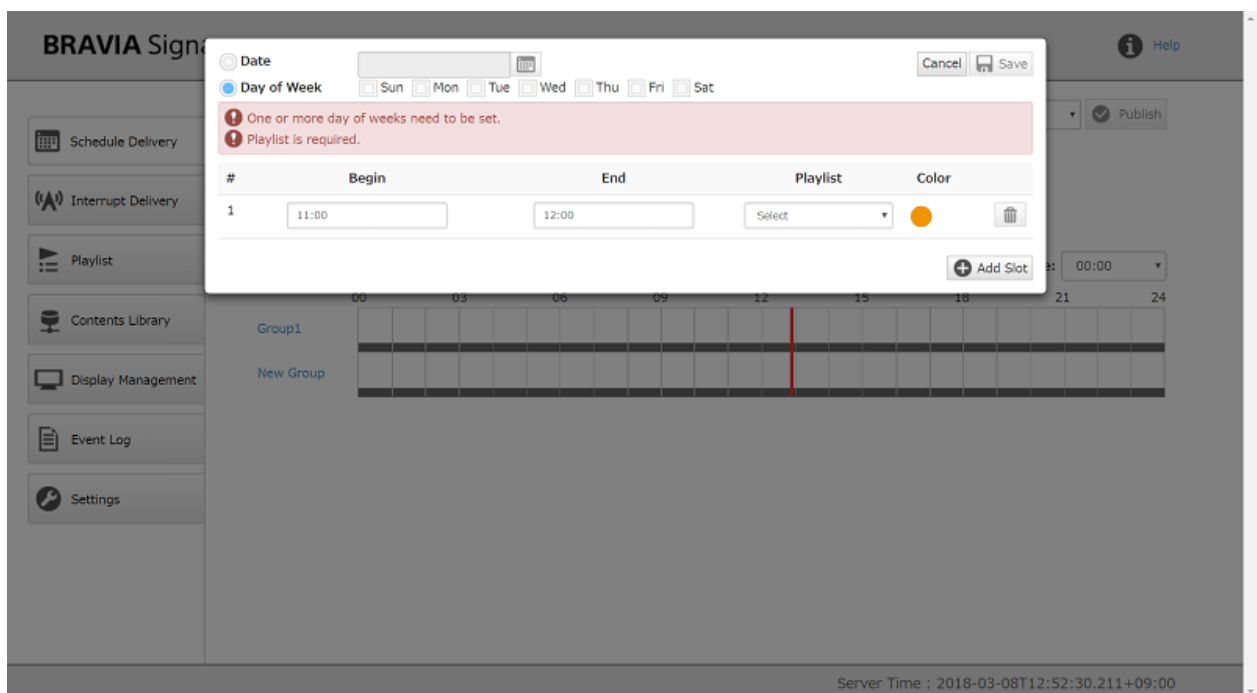 BRAVIA Signa
Help
Date
Cancel
Save
Day of Week
Sun Mon Tue Wed Thu Fri Sat
One or more day of weeks need to be set.
Playlist is required.
Publish
Schedule Delivery
Interrupt Delivery
Playlist
Contents Library
Display Management
Event Log
Settings
# Begin End Playlist Color
1 11:00 12:00 Select
Add Slot
e: 00:00
00 03 06 09 12 15 18 21 24
Group1
New Group
Server Time : 2018-03-08T12:52:30.211+09:00